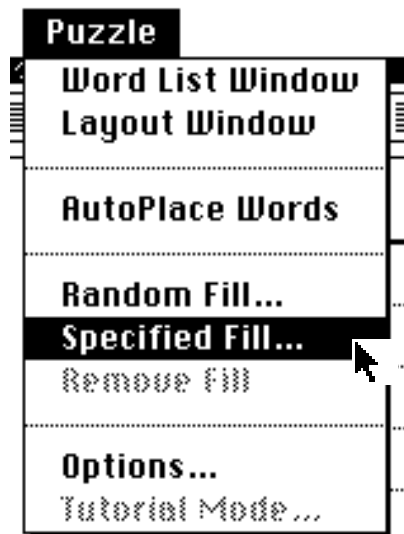 Puzzle
Word List Window
Layout Window
AutoPlace Words
Random Fill...
Specified Fill...
Remove Fill
Options...
Tutorial Mode...